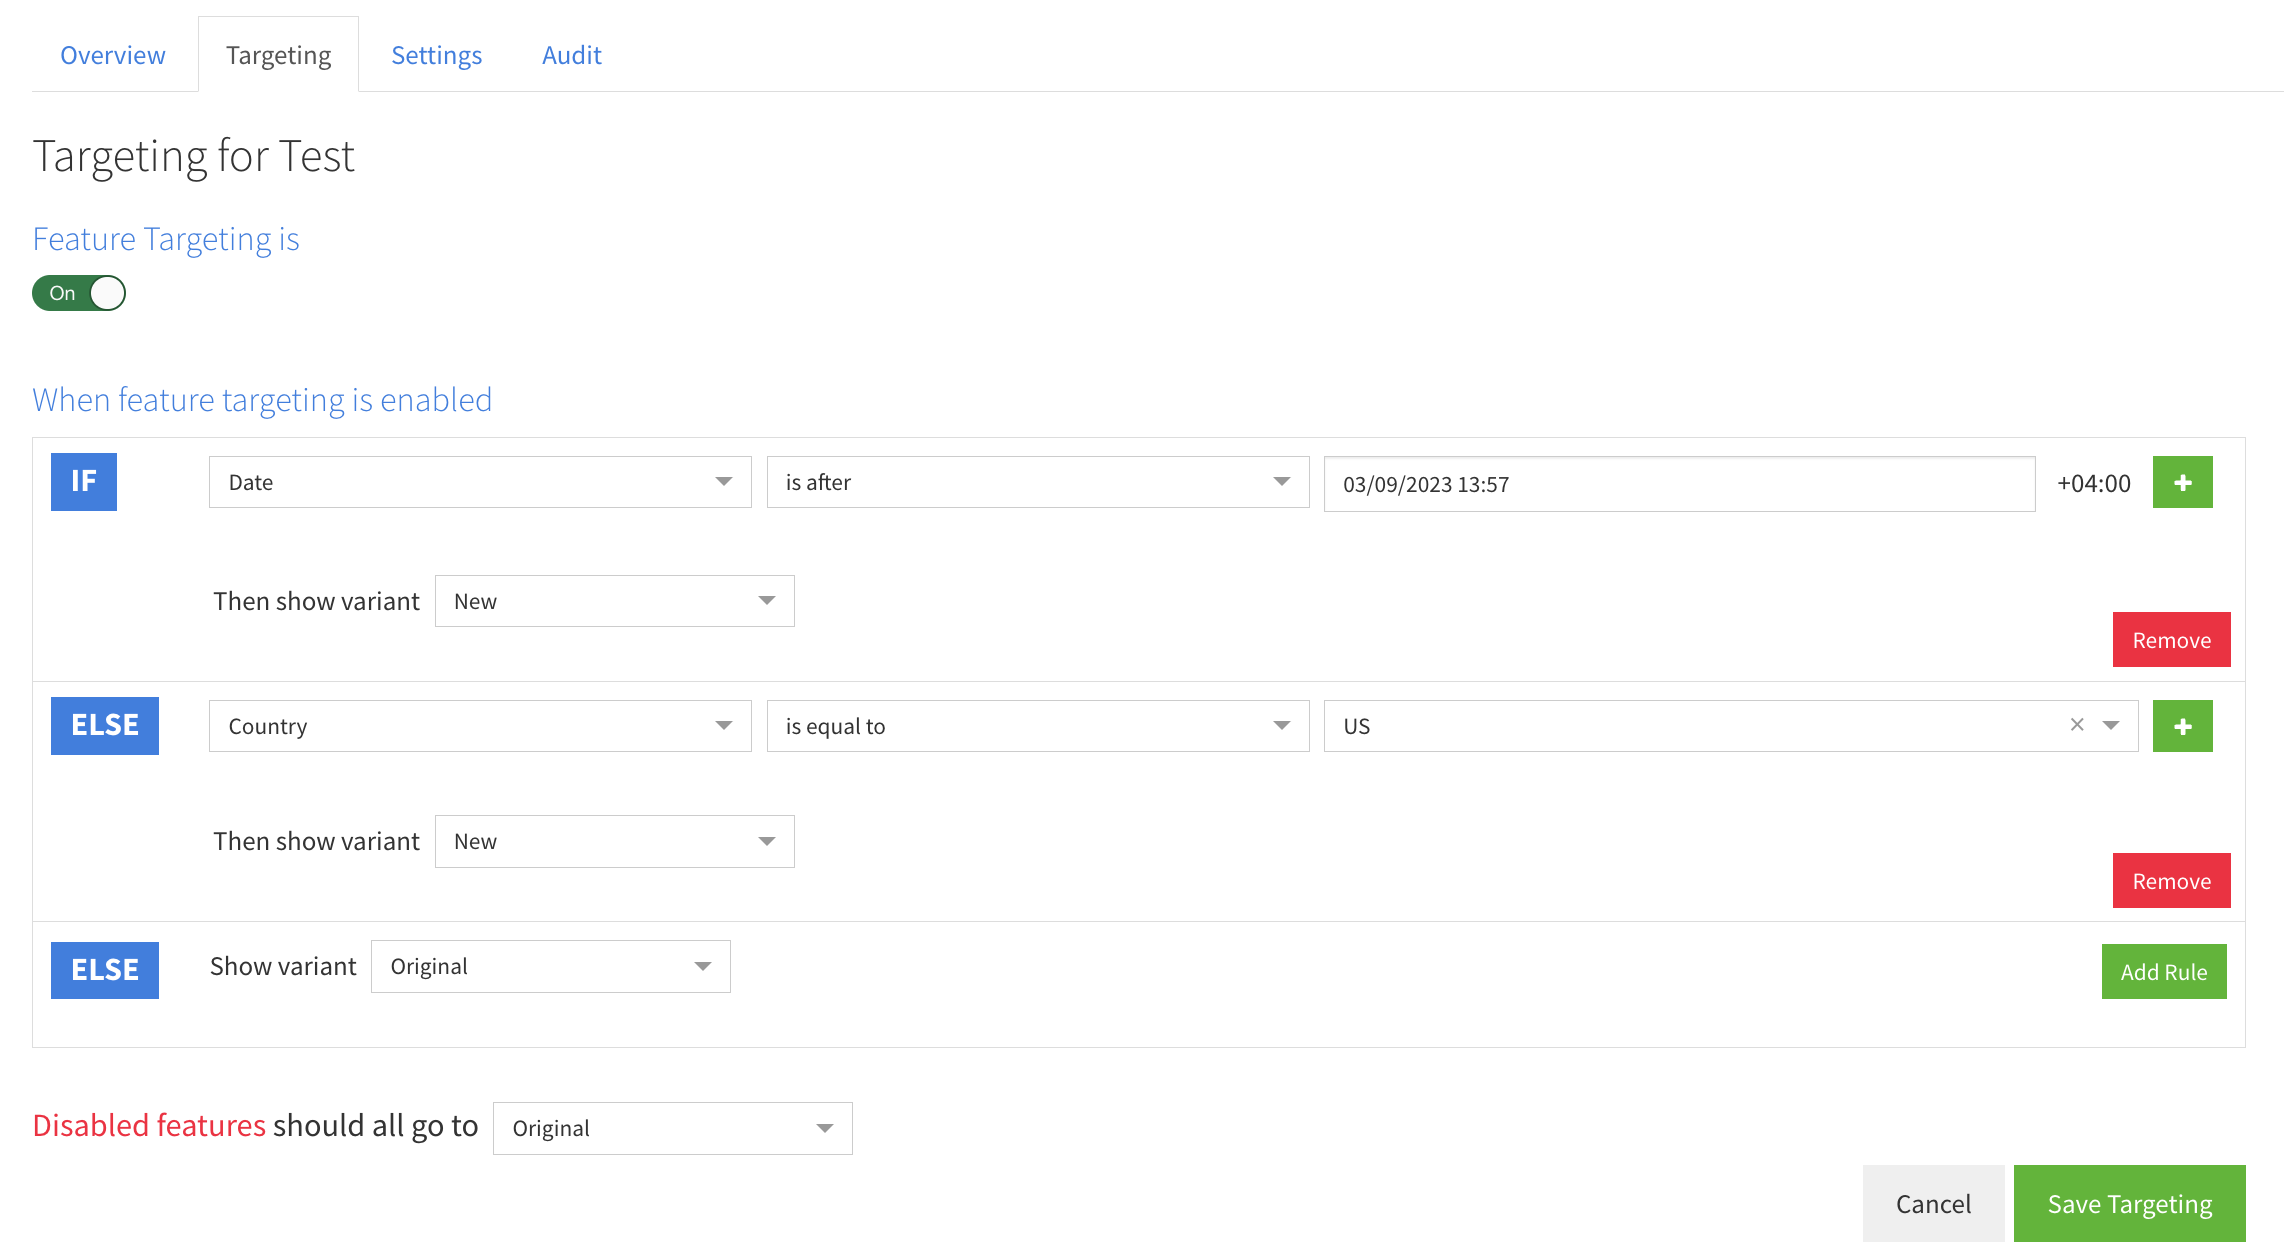 Overview Targeting Settings Audit
Targeting for Test
Feature Targeting is
On
When feature targeting is enabled
IF Date is after 03/09/2023 13:57 +04:00 +
Then show variant New
Remove
ELSE Country is equal to US × +
Then show variant New
Remove
ELSE Show variant Original Add Rule
Disabled features should all go to Original
Cancel Save Targeting